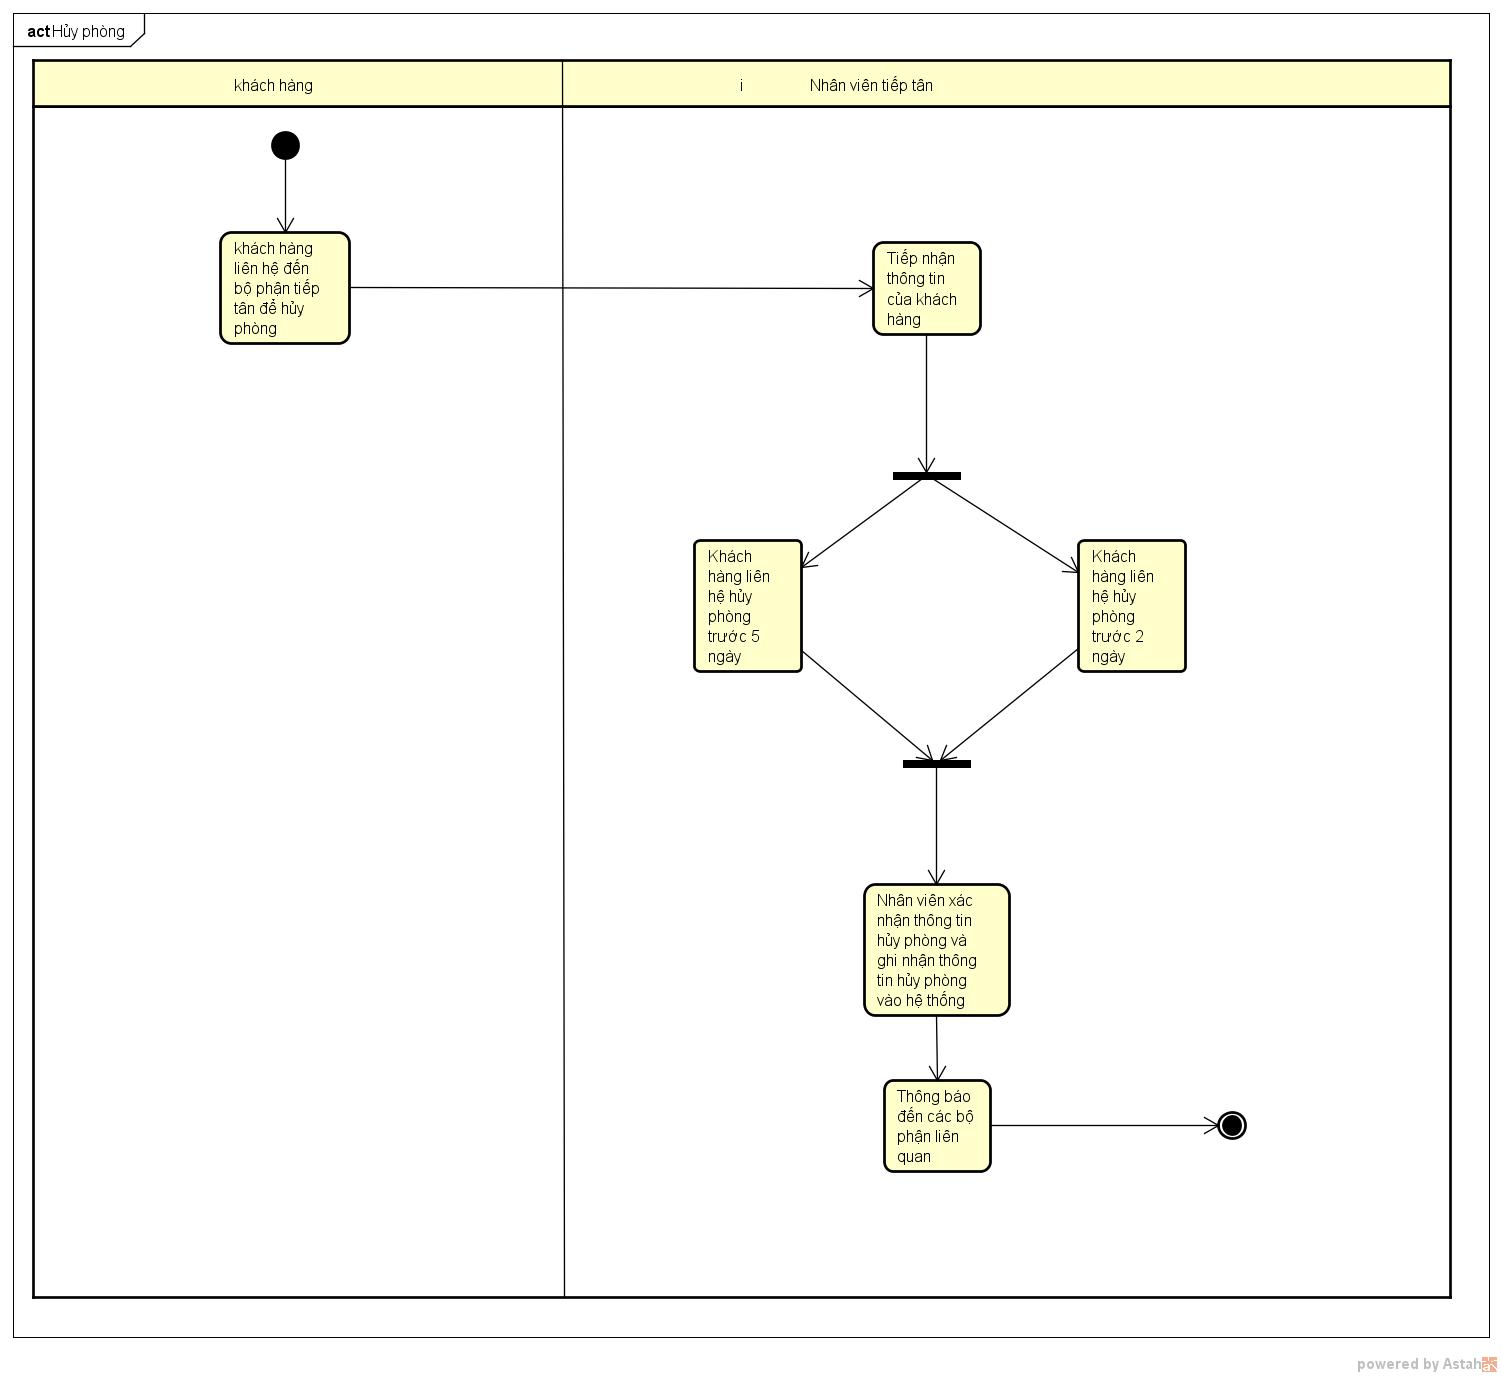 act Hủy phòng
khách hàng
i Nhân viên tiếp tân
khách hàng
liên hệ đến
bộ phận tiếp
tân để hủy
phòng
Tiếp nhận
thông tin
của khách
hàng
Khách
hàng liên
hệ hủy
phòng
trước 5
ngày
Khách
hàng liên
hệ hủy
phòng
trước 2
ngày
Nhân viên xác
nhận thông tin
hủy phòng và
ghi nhận thông
tin hủy phòng
vào hệ thống
Thông báo
đến các bộ
phận liên
quan
powered by Astah